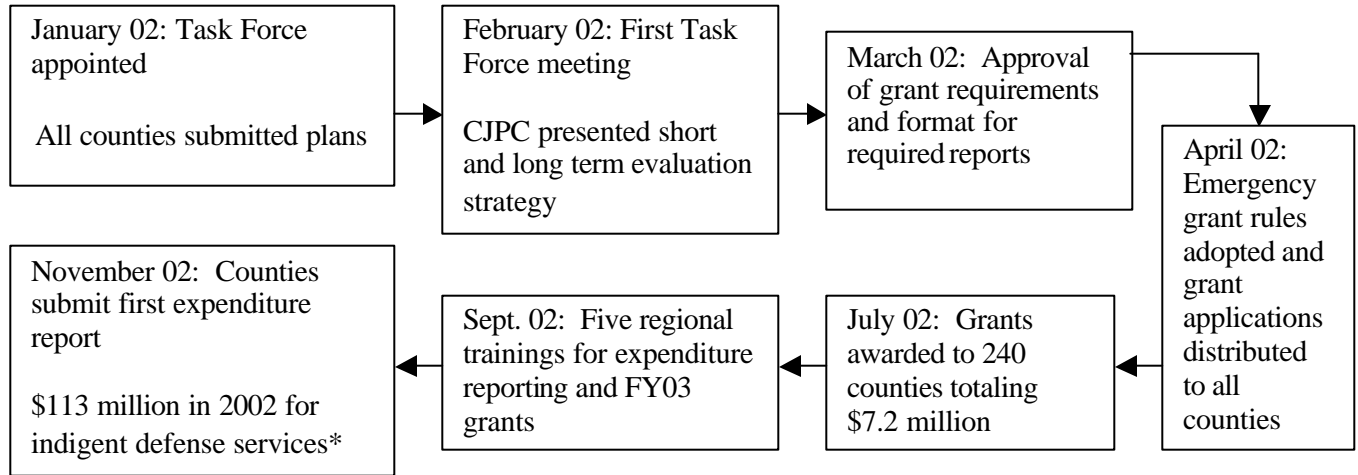 January 02: Task Force
appointed
All counties submitted plans
February 02: First Task
Force meeting
CJPC presented short
and long term evaluation
strategy
March 02: Approval
of grant requirements
and format for
required reports
April 02:
Emergency
grant rules
adopted and
grant
applications
distributed
to all
counties
July 02: Grants
awarded to 240
counties totaling
$7.2 million
Sept. 02: Five regional
trainings for expenditure
reporting and FY03
grants
November 02: Counties
submit first expenditure
report
$113 million in 2002 for
indigent defense services*